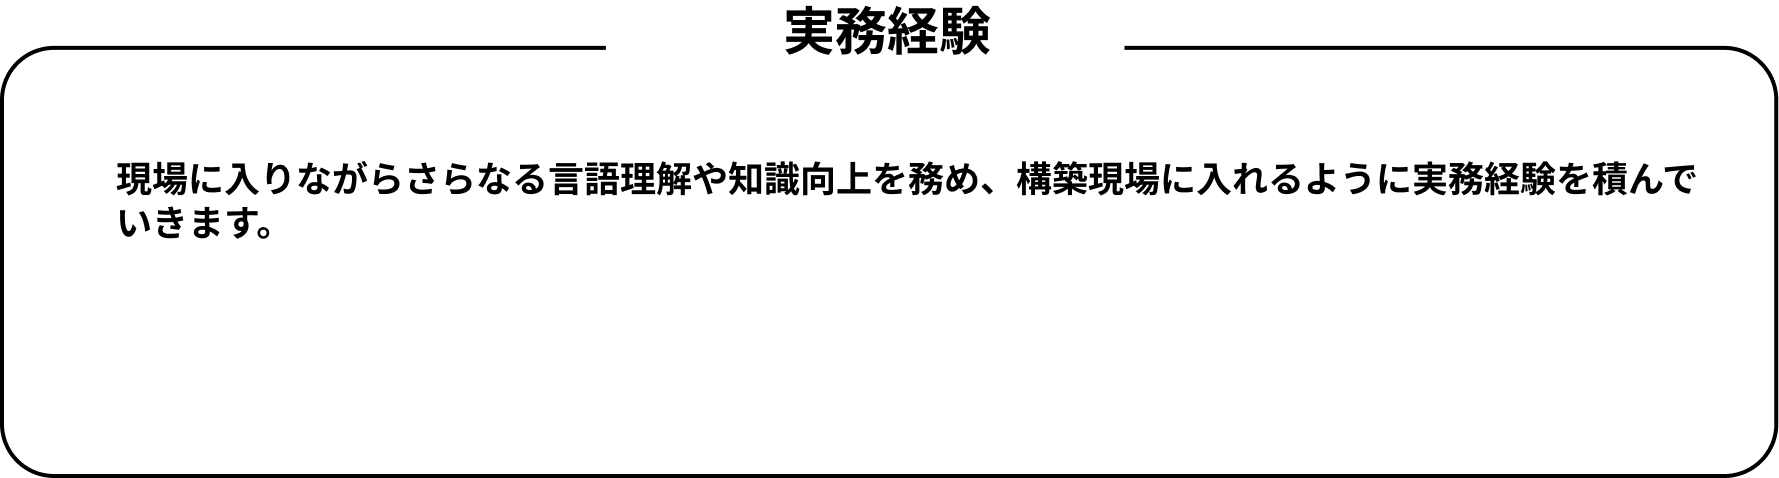 実務経験
現場に入りながらさらなる言語理解や知識向上を務め、構築現場に入れるように実務経験を積んで
いきます。